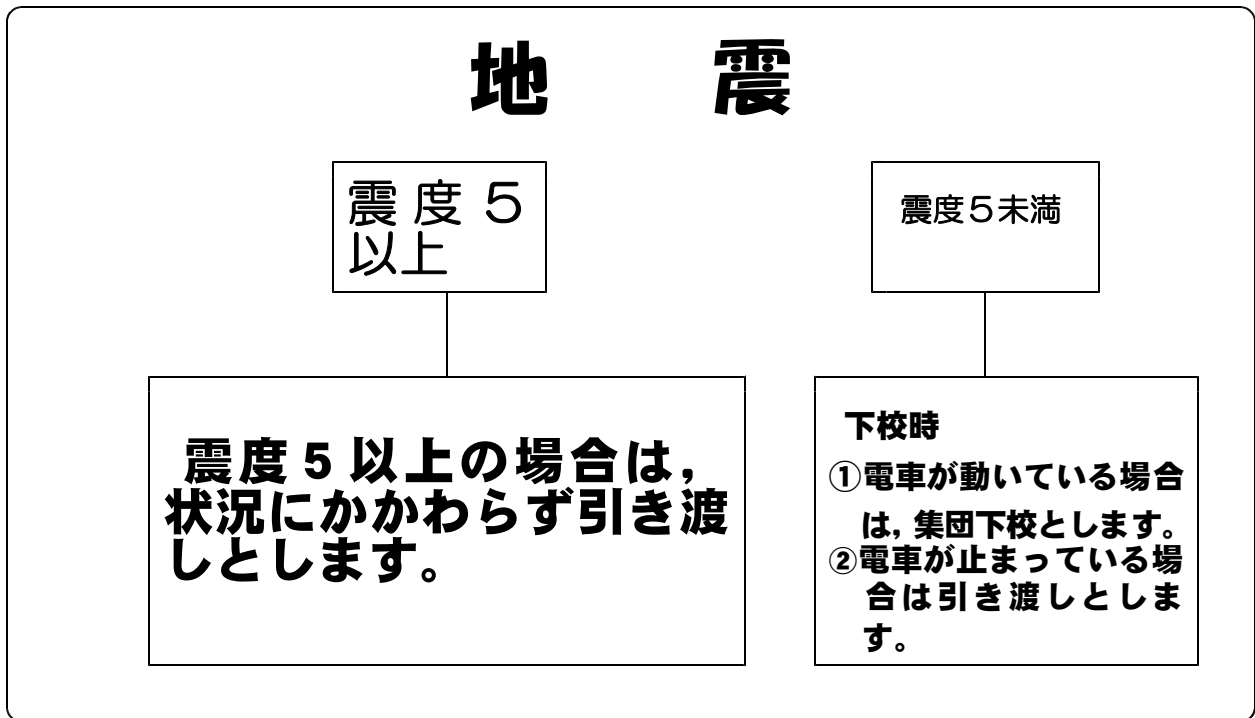 地　震
震度５
以上
震度５未満
震度５以上の場合は，
状況にかかわらず引き渡
しとします。
下校時
①電車が動いている場合
は，集団下校とします。
②電車が止まっている場
合は引き渡しとしま
す。